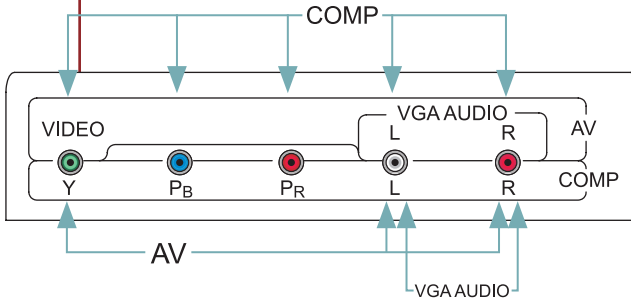 COMP
VGA AUDIO
VIDEO L R AV
Y PB PR L R COMP
AV
VGA AUDIO